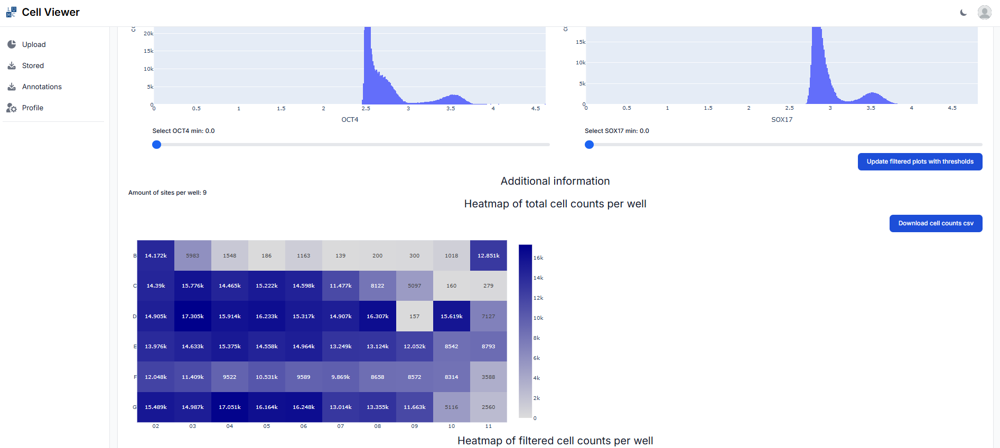 LUMC Cell Viewer
Upload
Stored
Annotations
Profile
20k
15k
10k
5k
0
0 0.5 1 1.5 2 2.5 3 3.5 4 4.5
OCT4
15k
10k
5k
0
0 0.5 1 1.5 2 2.5 3 3.5 4 4.5
SOX17
Select OCT4 min: 0.0
Select SOX17 min: 0.0
Update filtered plots with thresholds
Additional information
Amount of sites per well: 9
Heatmap of total cell counts per well
Download cell counts csv
B 14.172k 5983 1548 186 1163 139 200 300 1018 12.851k
C 14.39k 15.776k 14.465k 15.222k 14.598k 11.477k 8122 5097 160 279
D 14.905k 17.305k 15.914k 16.233k 15.317k 14.907k 16.307k 157 15.619k 7127
E 13.976k 14.633k 15.375k 14.558k 14.964k 13.249k 13.124k 12.052k 8542 8793
F 12.048k 11.409k 9522 10.531k 9589 9.869k 8658 8572 8314 3588
G 15.489k 14.987k 17.051k 16.164k 16.248k 13.014k 13.355k 11.663k 5116 2560
02 03 04 05 06 07 08 09 10 11
16k
14k
12k
10k
8k
6k
4k
2k
0
Heatmap of filtered cell counts per well